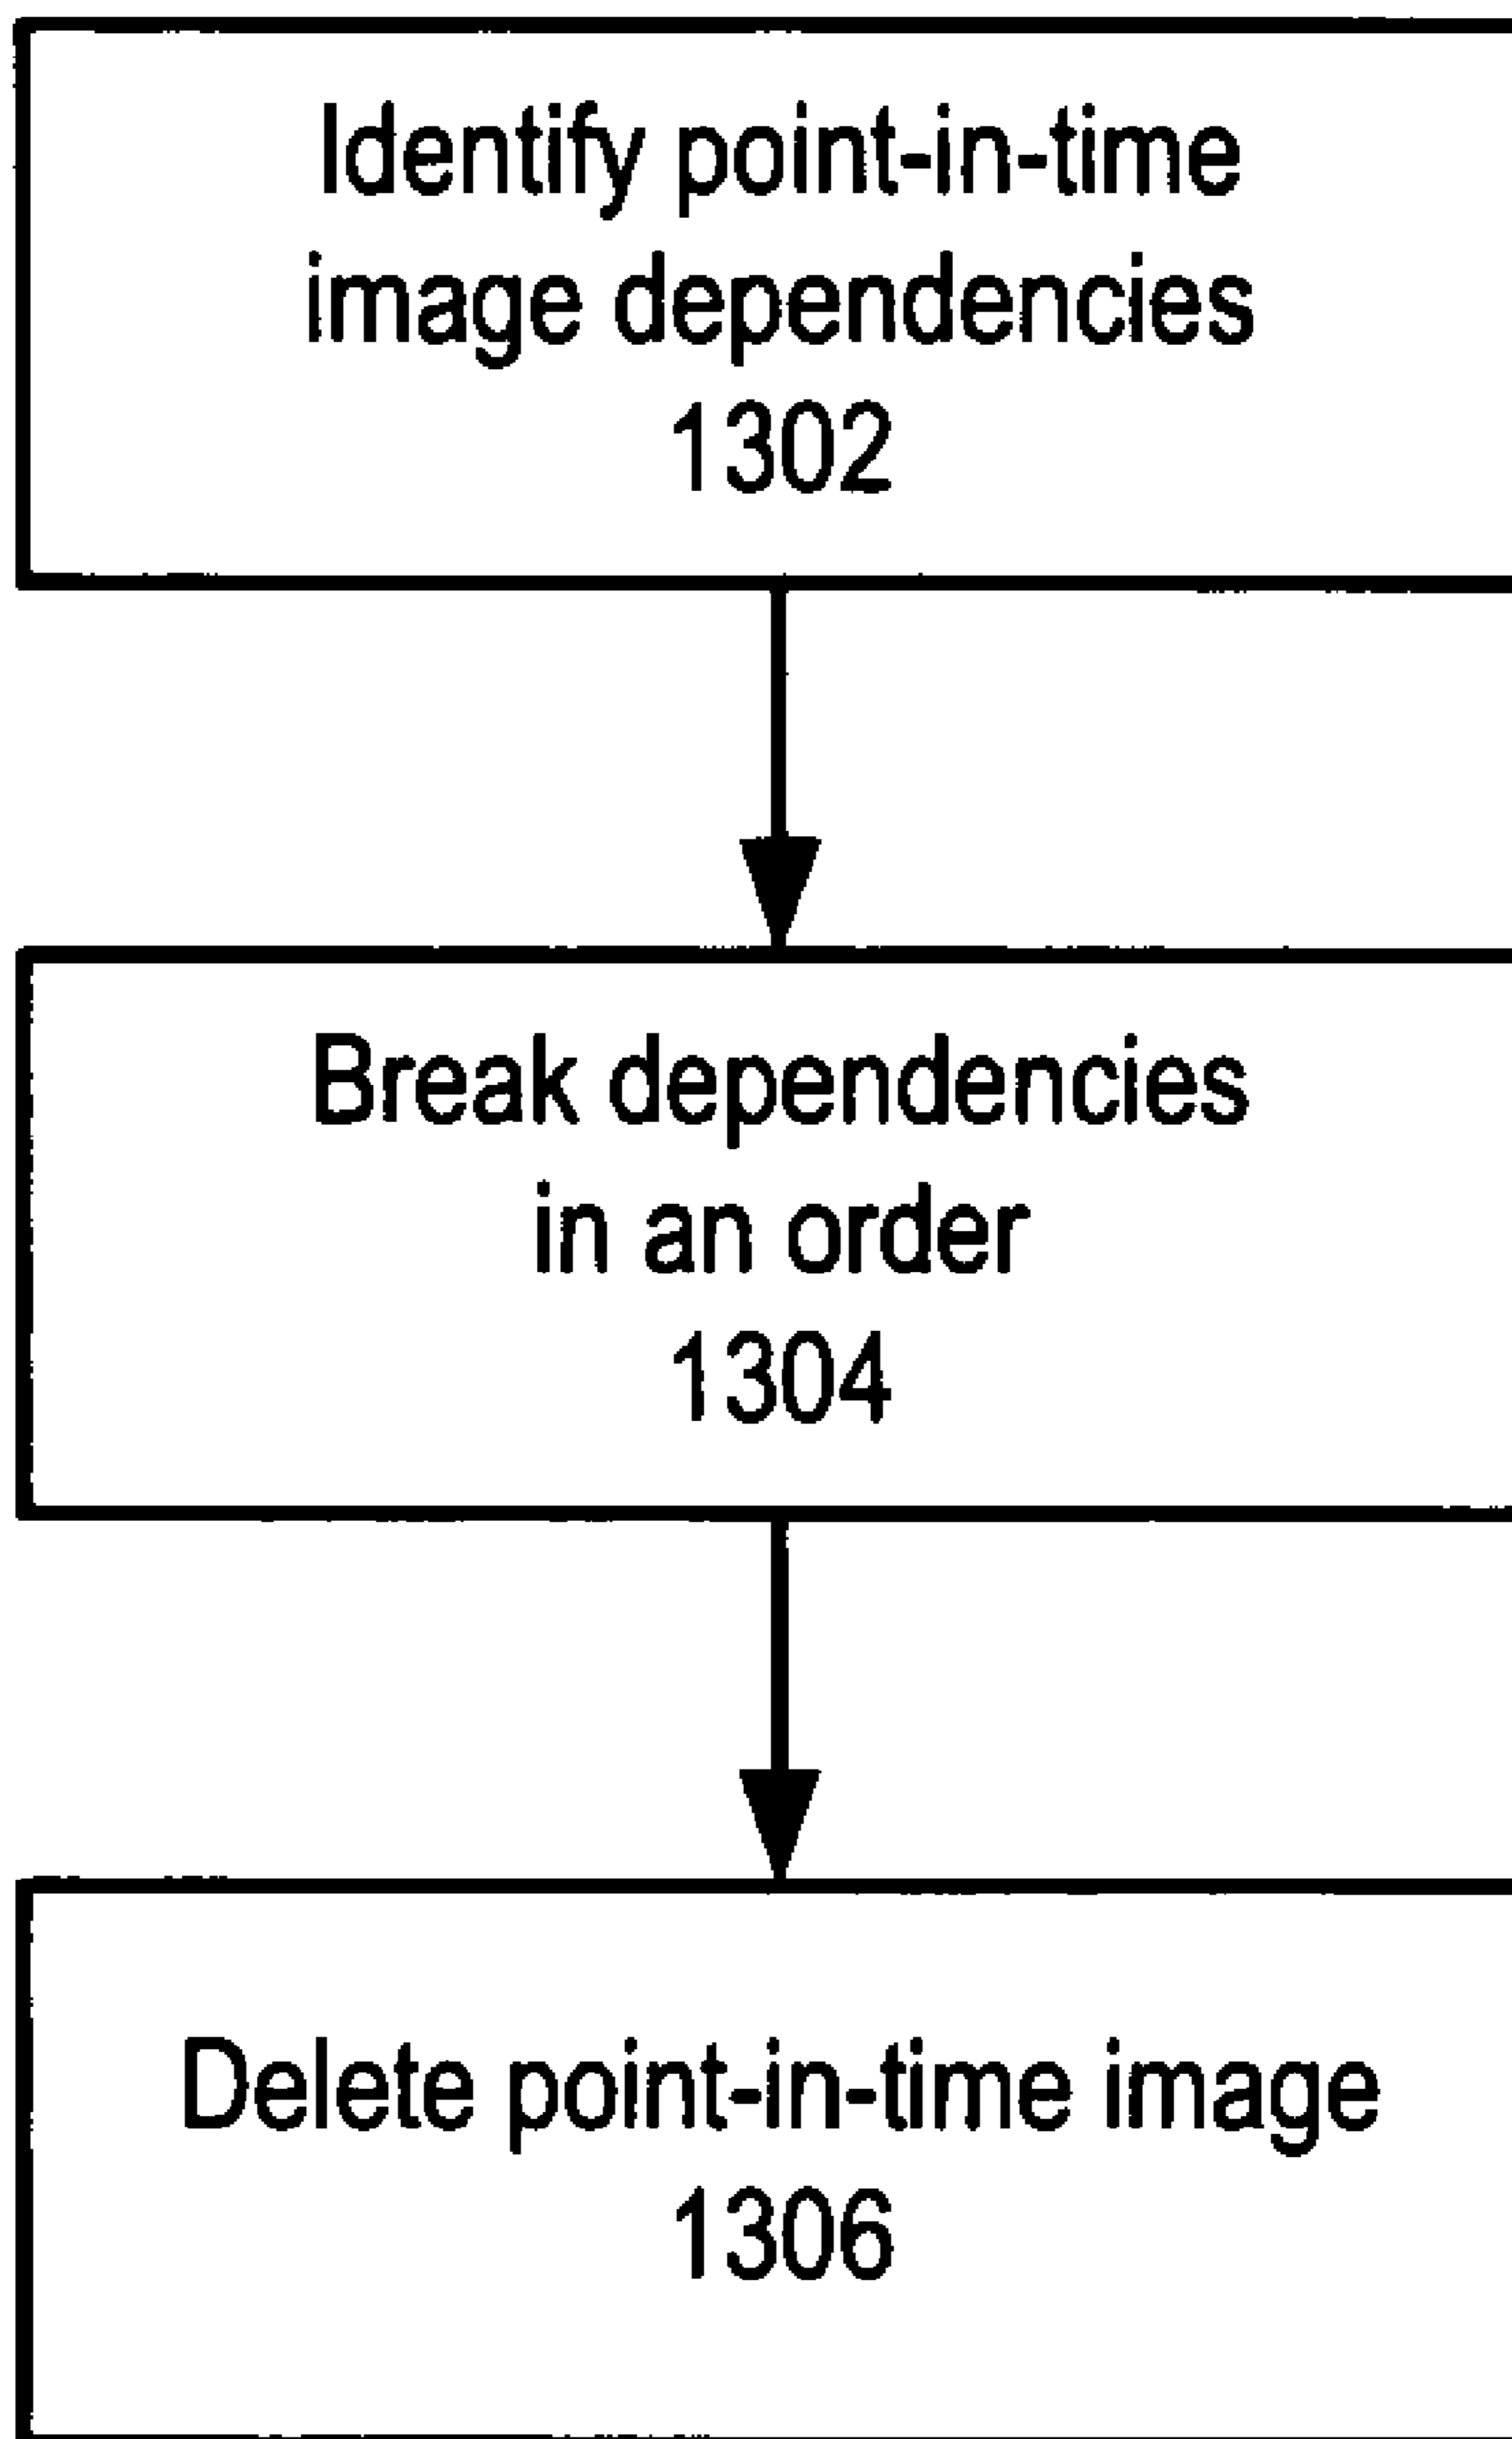 Identify point-in-time
image dependencies
1302
Break dependencies
in an order
1304
Delete point-in-time image
1306